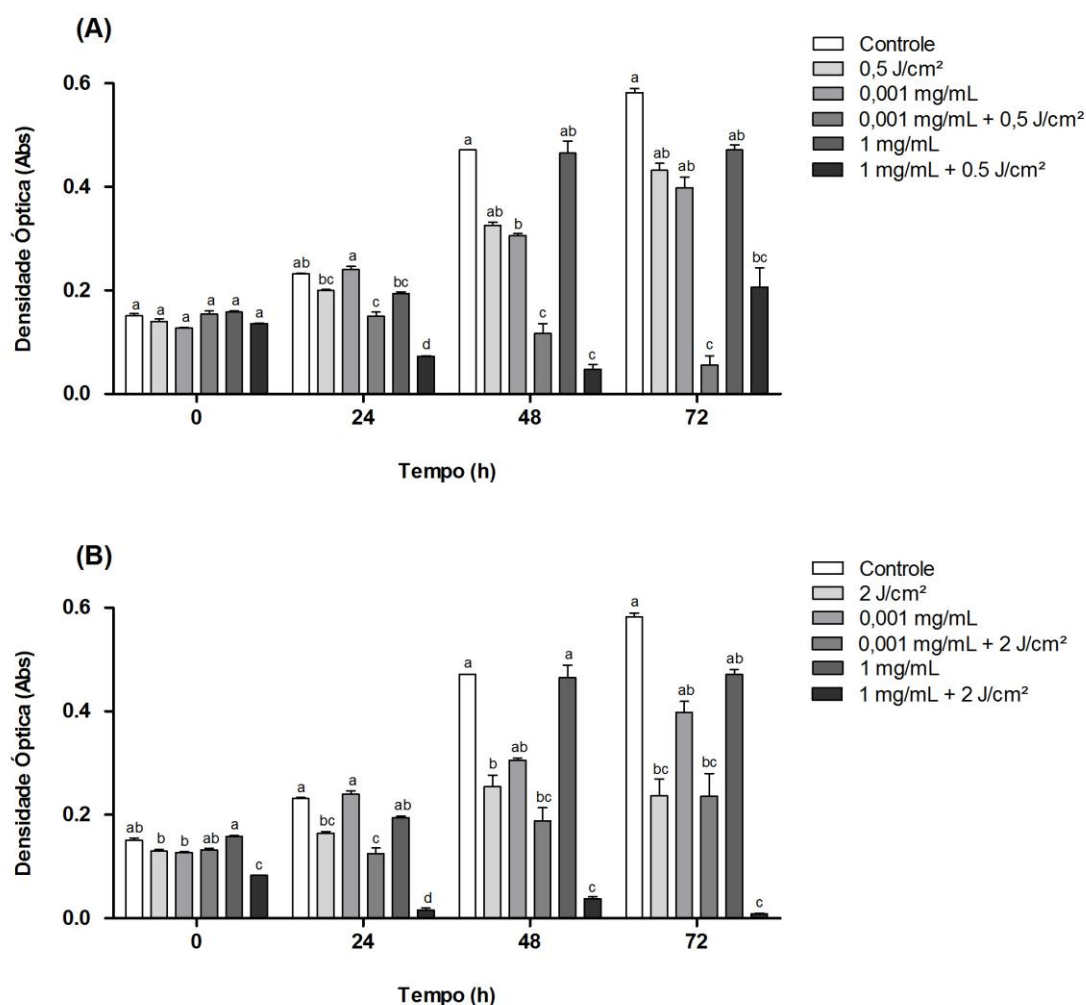 (A)
Densidade Óptica (Abs)
0.6
0.4
0.2
0.0
a a a a a a
ab bc a c bc d
a ab b c ab c
a ab ab c ab bc
0 24 48 72
Tempo (h)
Controle
0,5 J/cm²
0,001 mg/mL
0,001 mg/mL + 0,5 J/cm²
1 mg/mL
1 mg/mL + 0.5 J/cm²
(B)
Densidade Óptica (Abs)
0.6
0.4
0.2
0.0
ab b b ab a c
a bc a c ab d
a b ab bc a c
a bc ab bc ab c
0 24 48 72
Tempo (h)
Controle
2 J/cm²
0,001 mg/mL
0,001 mg/mL + 2 J/cm²
1 mg/mL
1 mg/mL + 2 J/cm²